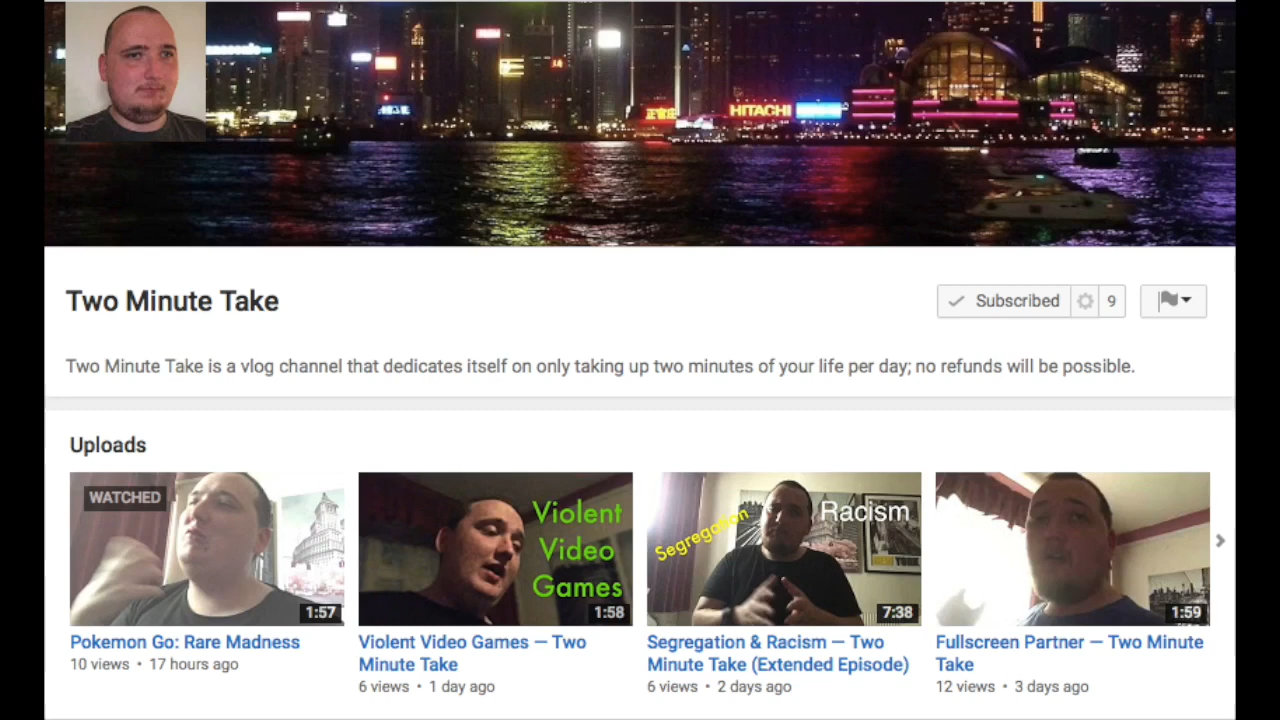 Panasonic
HITACHI
Two Minute Take
Subscribed
9
Two Minute Take is a vlog channel that dedicates itself on only taking up two minutes of your life per day; no refunds will be possible.
Uploads
WATCHED
1:57
Pokemon Go: Rare Madness
10 views • 17 hours ago
Violent
Video
Games
1:58
Violent Video Games — Two
Minute Take
6 views • 1 day ago
Segregation
Racism
NEW YORK
7:38
Segregation & Racism — Two
Minute Take (Extended Episode)
6 views • 2 days ago
1:59
Fullscreen Partner — Two Minute
Take
12 views • 3 days ago